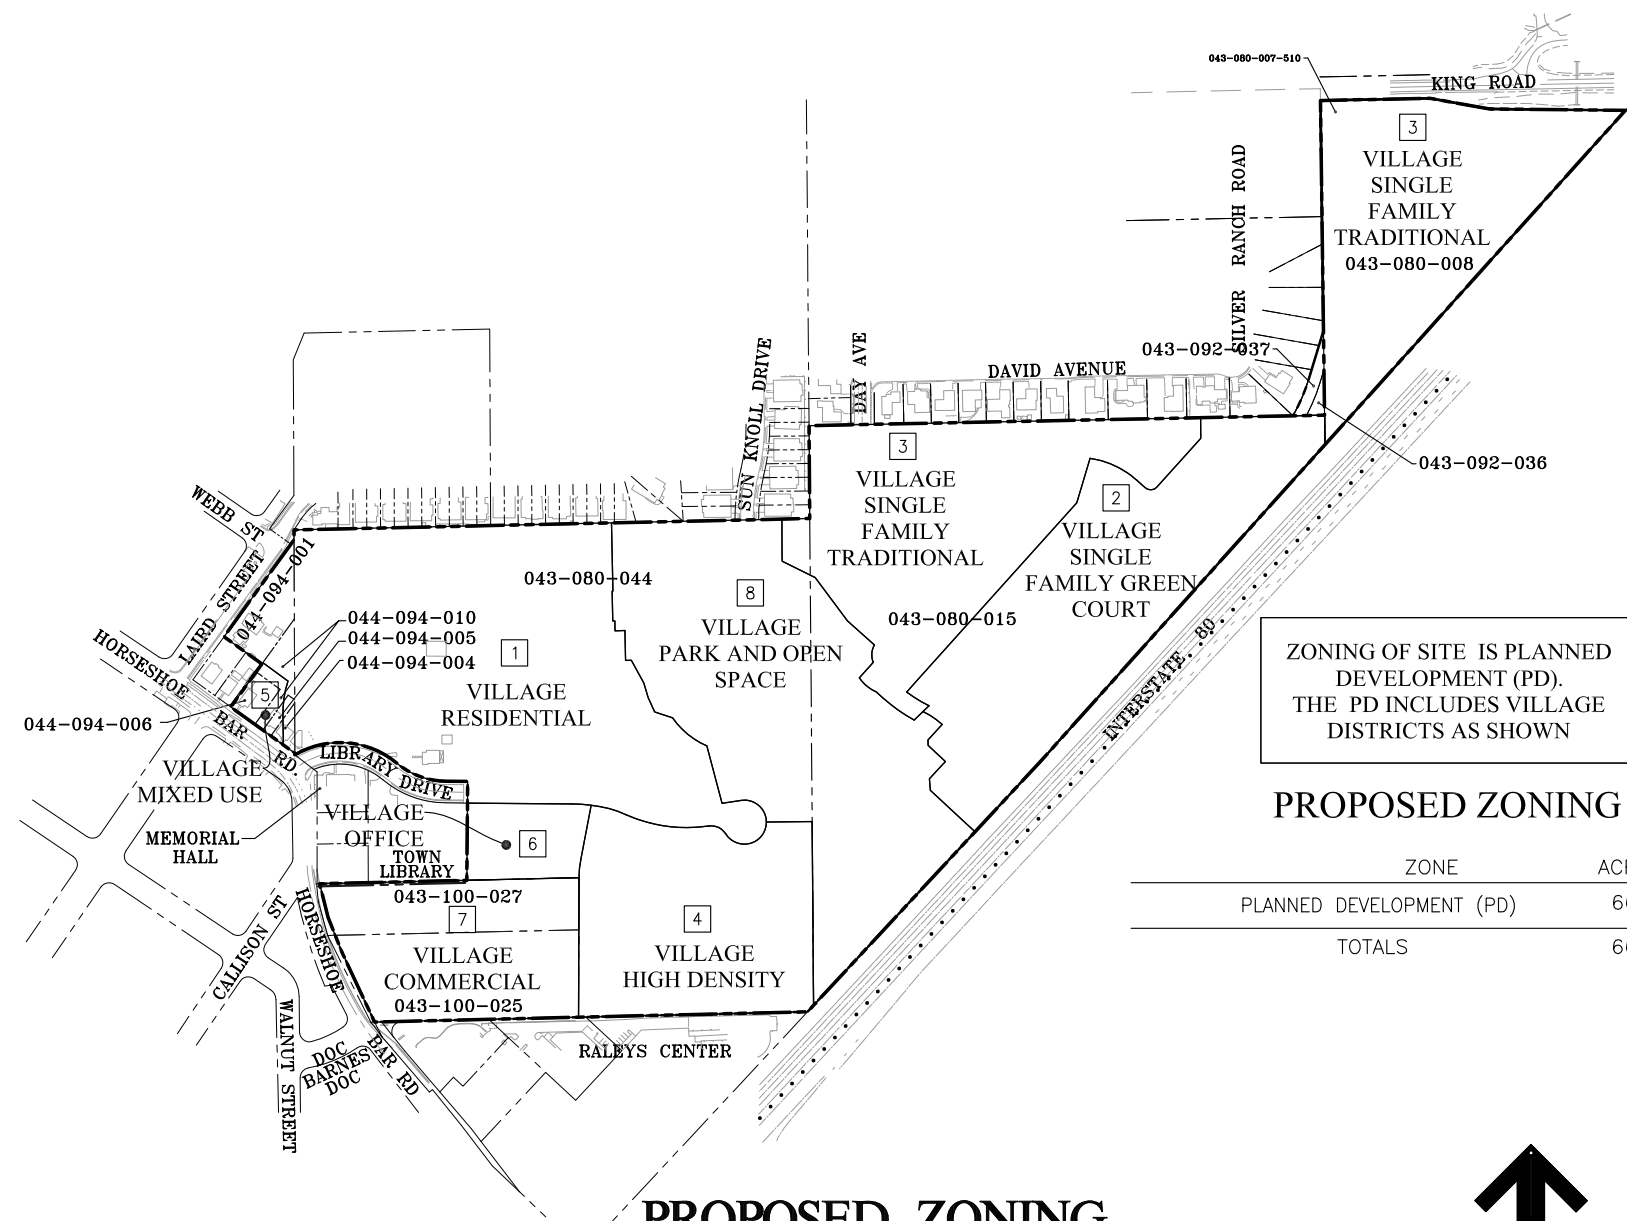 043-080-007-510
KING ROAD
3
VILLAGE
SINGLE
FAMILY
TRADITIONAL
043-080-008
SILVER RANCH ROAD
043-092-037
DAVID AVENUE
DAY AVE
SUN KNOLL DRIVE
043-092-036
3
VILLAGE
SINGLE
FAMILY
TRADITIONAL
2
VILLAGE
SINGLE
FAMILY GREEN
COURT
043-080-015
WEBB ST
LAIRD STREET
044-094-001
043-080-044
8
VILLAGE
PARK AND OPEN
SPACE
044-094-010
044-094-005
044-094-004
1
VILLAGE
RESIDENTIAL
HORSESHOE
BAR
RD.
5
044-094-006
VILLAGE
MIXED USE
LIBRARY DRIVE
VILLAGE
OFFICE
6
MEMORIAL
HALL
TOWN
LIBRARY
043-100-027
7
VILLAGE
COMMERCIAL
043-100-025
4
VILLAGE
HIGH DENSITY
INTERSTATE 80
CALLISON ST
HORSESHOE
BAR RD
WALNUT STREET
DOC
BARNES
DOC
RALEYS CENTER
ZONING OF SITE IS PLANNED
DEVELOPMENT (PD).
THE PD INCLUDES VILLAGE
DISTRICTS AS SHOWN
PROPOSED ZONING
ZONE
PLANNED DEVELOPMENT (PD)
TOTALS
PROPOSED ZONING